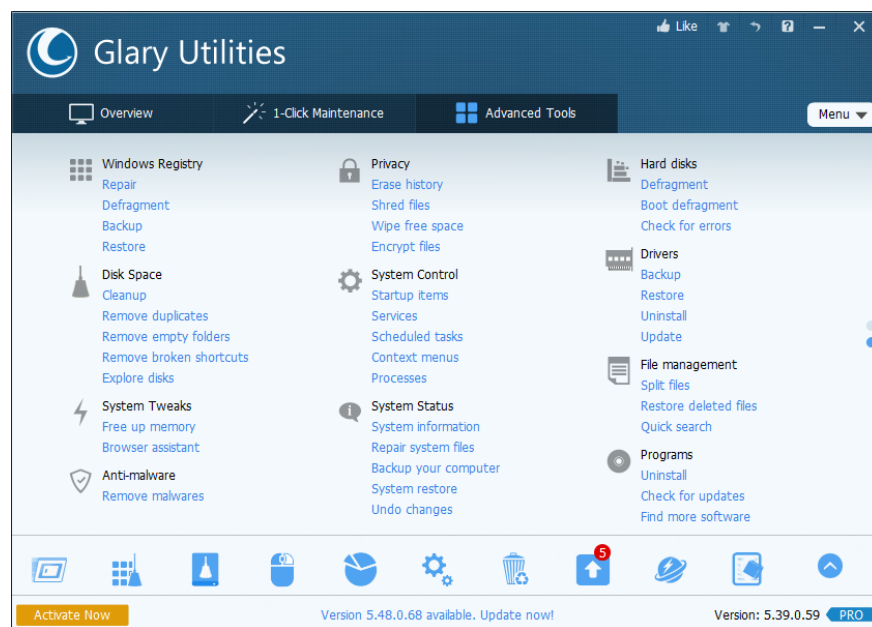 Like
Glary Utilities
Overview
1-Click Maintenance
Advanced Tools
Menu
Windows Registry
Repair
Defragment
Backup
Restore
Disk Space
Cleanup
Remove duplicates
Remove empty folders
Remove broken shortcuts
Explore disks
System Tweaks
Free up memory
Browser assistant
Anti-malware
Remove malwares
Privacy
Erase history
Shred files
Wipe free space
Encrypt files
System Control
Startup items
Services
Scheduled tasks
Context menus
Processes
System Status
System information
Repair system files
Backup your computer
System restore
Undo changes
Hard disks
Defragment
Boot defragment
Check for errors
Drivers
Backup
Restore
Uninstall
Update
File management
Split files
Restore deleted files
Quick search
Programs
Uninstall
Check for updates
Find more software
5
Activate Now
Version 5.48.0.68 available. Update now!
Version: 5.39.0.59 PRO